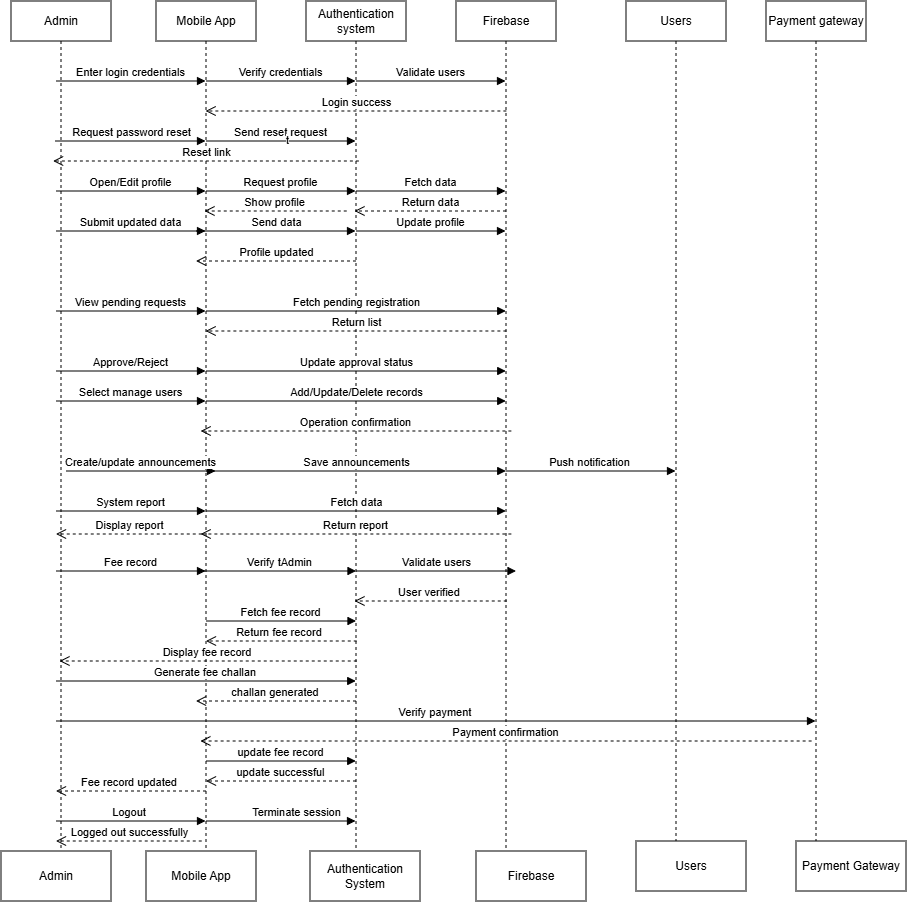 Admin
Mobile App
Authentication
system
Firebase
Users
Payment gateway
Enter login credentials
Verify credentials
Validate users
Login success
Request password reset
Send reset request
t
Reset link
Open/Edit profile
Request profile
Fetch data
Show profile
Return data
Submit updated data
Send data
Update profile
Profile updated
View pending requests
Fetch pending registration
Return list
Approve/Reject
Update approval status
Select manage users
Add/Update/Delete records
Operation confirmation
Create/update announcements
Save announcements
Push notification
System report
Fetch data
Display report
Return report
Fee record
Verify tAdmin
Validate users
User verified
Fetch fee record
Return fee record
Display fee record
Generate fee challan
challan generated
Verify payment
Payment confirmation
update fee record
update successful
Fee record updated
Logout
Terminate session
Logged out successfully
Admin
Mobile App
Authentication
System
Firebase
Users
Payment Gateway